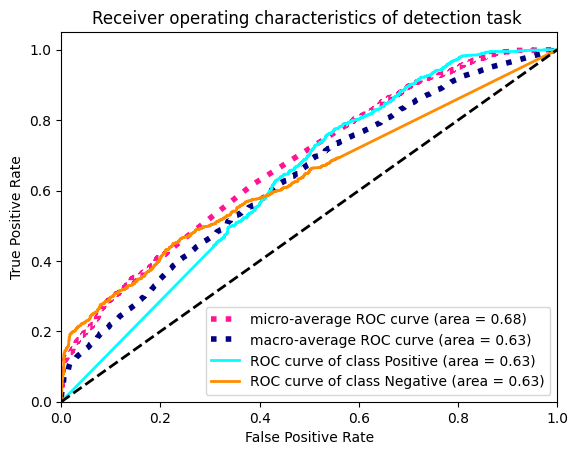 Receiver operating characteristics of detection task
True Positive Rate
1.0
0.8
0.6
0.4
0.2
0.0
micro-average ROC curve (area = 0.68)
macro-average ROC curve (area = 0.63)
ROC curve of class Positive (area = 0.63)
ROC curve of class Negative (area = 0.63)
0.0 0.2 0.4 0.6 0.8 1.0
False Positive Rate